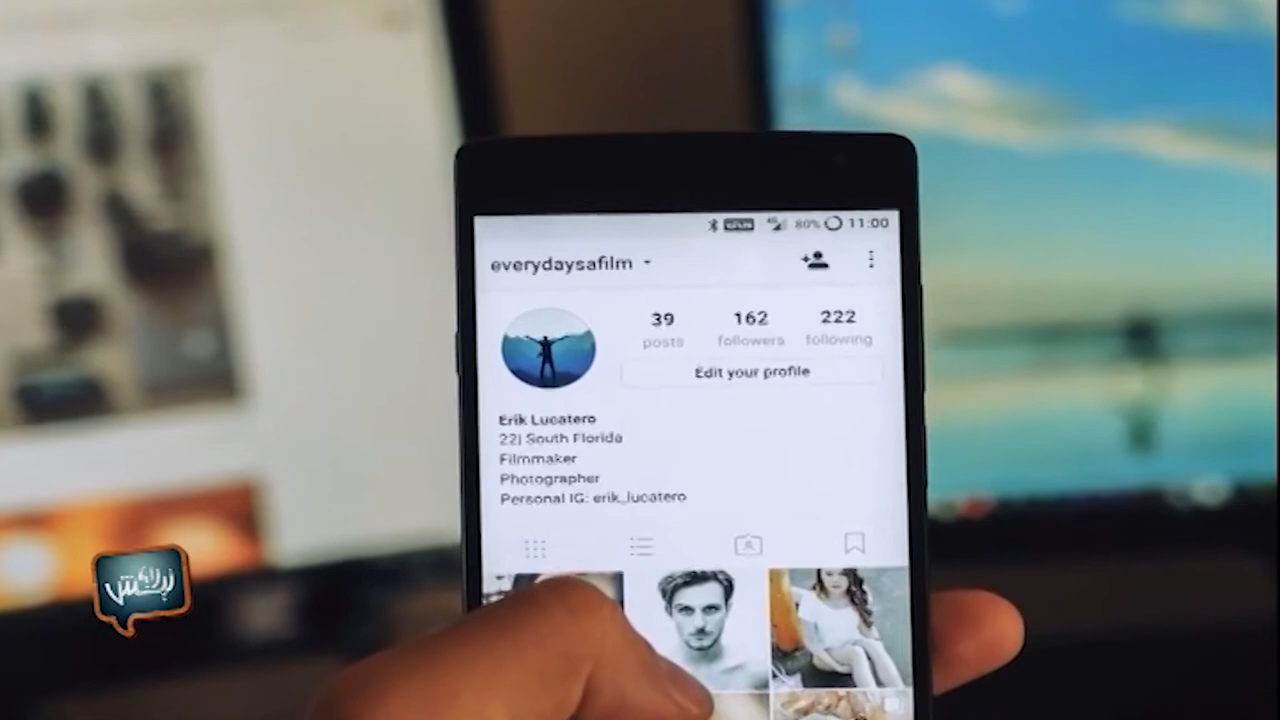 80% 11:00
everydaysafilm
39 162 222
posts followers following
Edit your profile
Erik Lucatero
22| South Florida
Filmmaker
Photographer
Personal IG: erik_lucatero